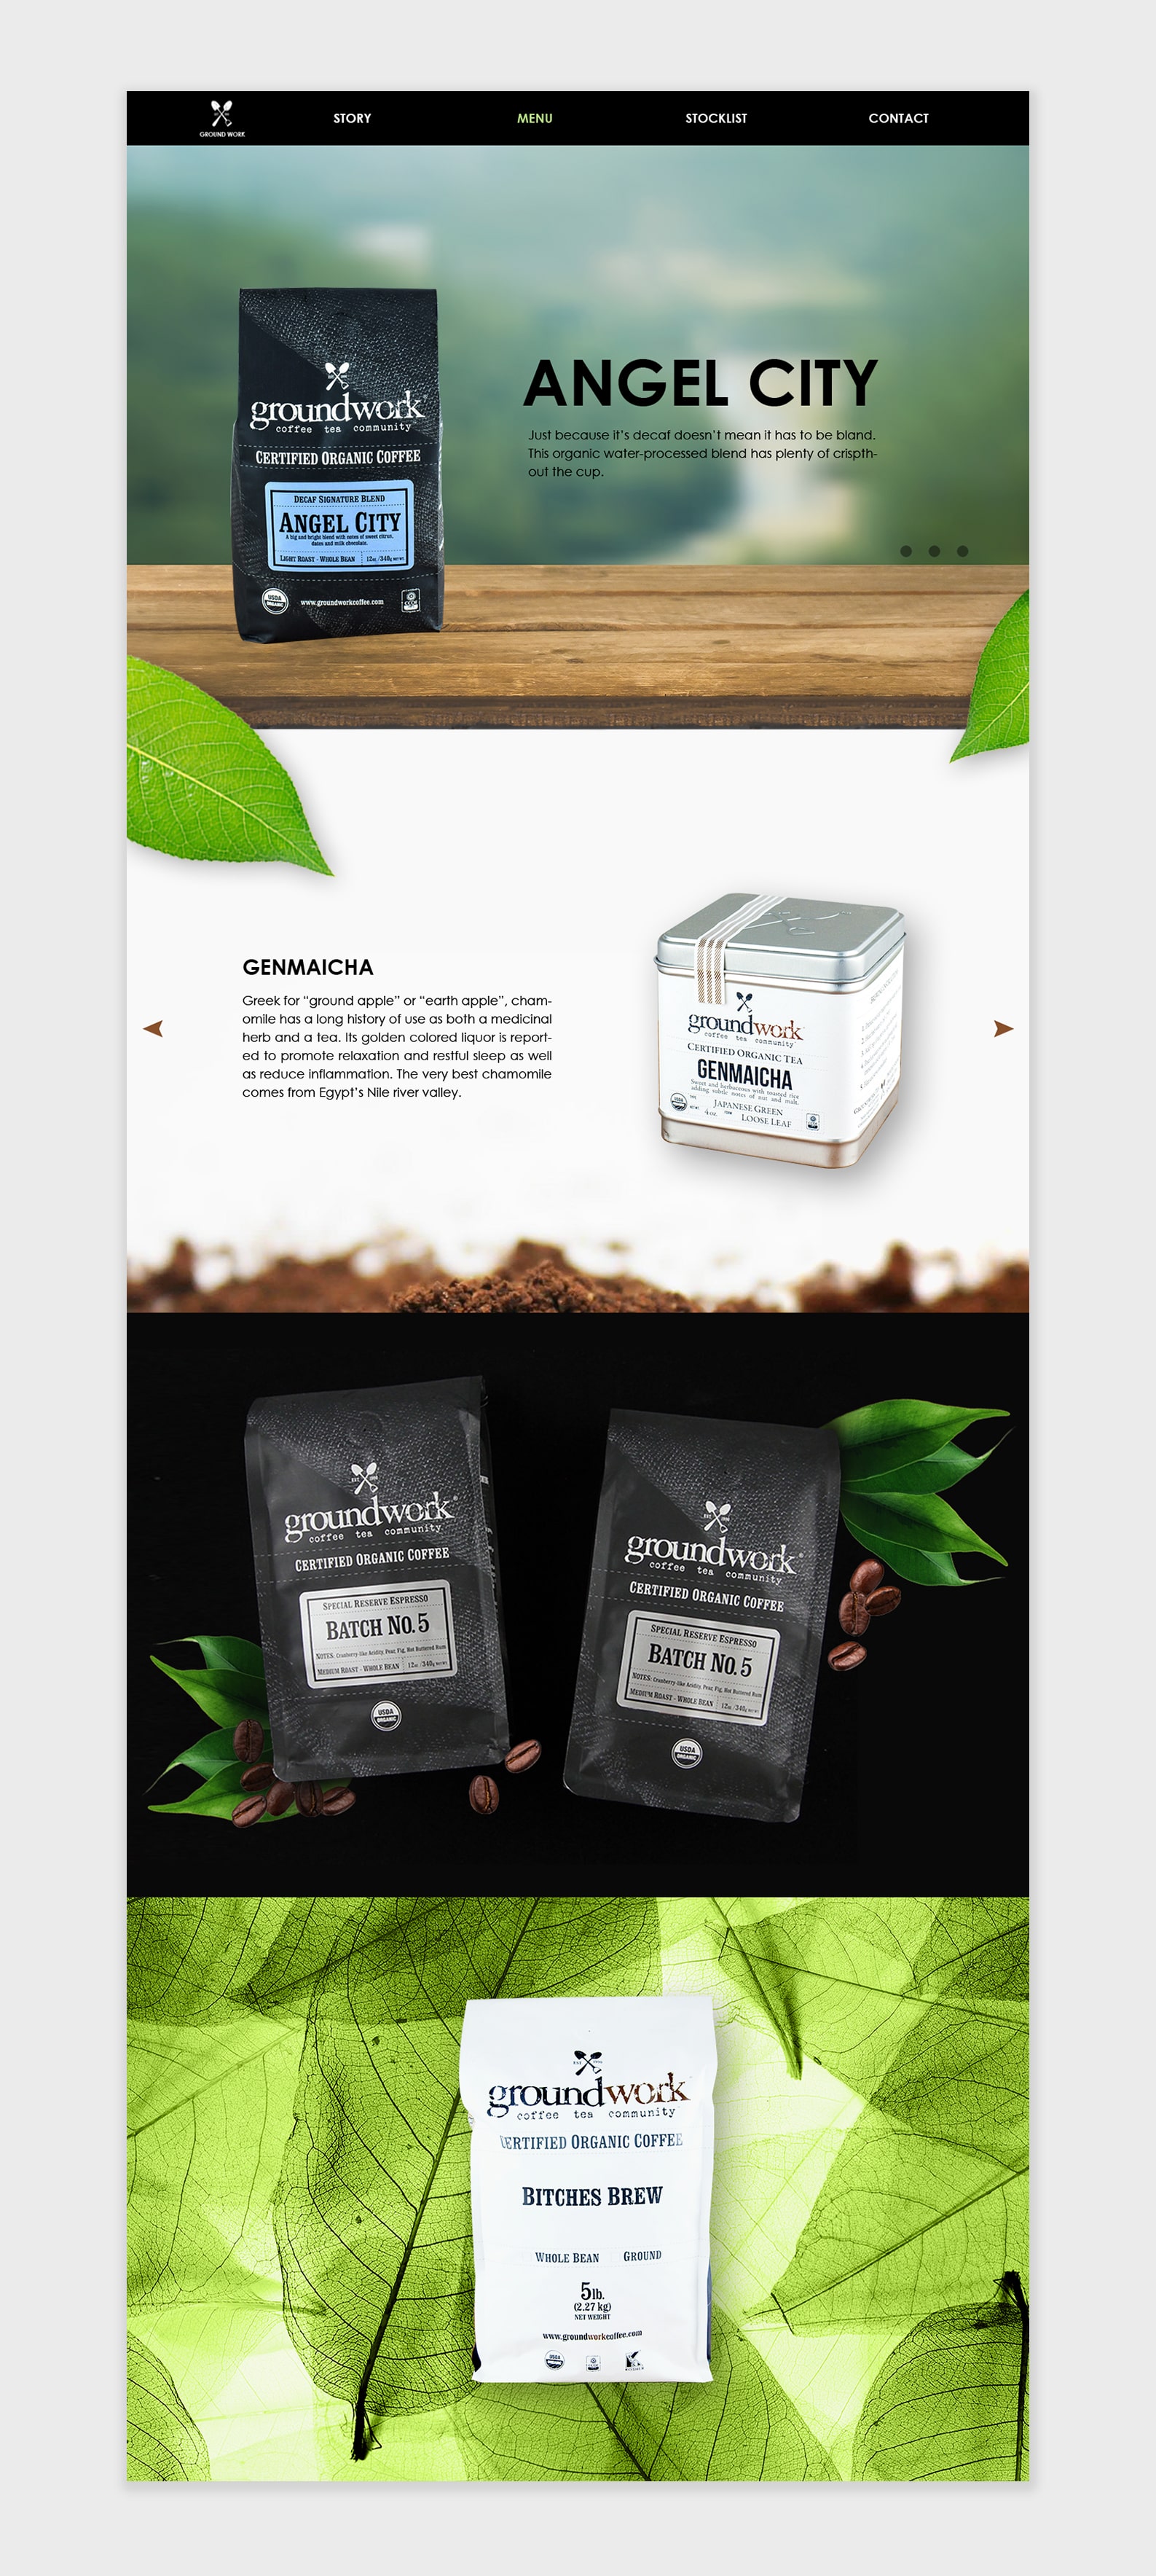 GROUND WORK
STORY
MENU
STOCKLIST
CONTACT
groundwork
coffee tea community
CERTIFIED ORGANIC COFFEE
DECAF SIGNATURE BLEND
ANGEL CITY
A big and bright blend with notes of sweet citrus,
dates and milk chocolate.
LIGHT ROAST - WHOLE BEAN 12oz /340g NET WT.
USDA
ORGANIC
www.groundworkcoffee.com
ANGEL CITY
Just because it’s decaf doesn’t mean it has to be bland.
This organic water-processed blend has plenty of crispth-
out the cup.
GENMAICHA
Greek for “ground apple” or “earth apple”, cham-
omile has a long history of use as both a medicinal
herb and a tea. Its golden colored liquor is report-
ed to promote relaxation and restful sleep as well
as reduce inflammation. The very best chamomile
comes from Egypt’s Nile river valley.
groundwork
coffee tea community
CERTIFIED ORGANIC TEA
GENMAICHA
Sweet and herbaceous with toasted rice
adding subtle notes of nut and malt.
JAPANESE GREEN
LOOSE LEAF
groundwork®
coffee tea community
CERTIFIED ORGANIC COFFEE
SPECIAL RESERVE ESPRESSO
BATCH NO. 5
NOTES: Cranberry-like Acidity, Pear, Fig, Hot Buttered Rum
MEDIUM ROAST - WHOLE BEAN 12oz /340g NET WT.
USDA
ORGANIC
groundwork®
coffee tea community
CERTIFIED ORGANIC COFFEE
SPECIAL RESERVE ESPRESSO
BATCH NO. 5
NOTES: Cranberry-like Acidity, Pear, Fig, Hot Buttered Rum
MEDIUM ROAST - WHOLE BEAN 12oz /340g NET WT.
USDA
ORGANIC
groundwork
coffee tea community
CERTIFIED ORGANIC COFFEE
BITCHES BREW
WHOLE BEAN GROUND
5lb.
(2.27 kg)
NET WEIGHT
www.groundworkcoffee.com
KOSHER